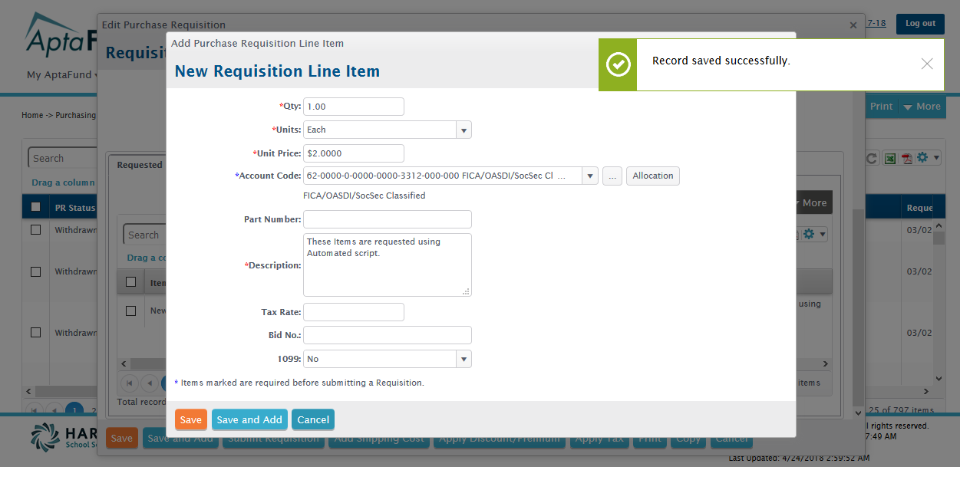 Edit Purchase Requisition
7-18
Log out
AptaF
Requisit
Add Purchase Requisition Line Item
Record saved successfully.
My AptaFund
New Requisition Line Item
Home -> Purchasing
Print
More
*Qty: 1.00
*Units: Each
*Unit Price: $2.0000
Search
Requested
*Account Code: 62-0000-0-0000-0000-3312-000-000 FICA/OASDI/SocSec Cl ...
...
Allocation
Drag a column
FICA/OASDI/SocSec Classified
PR Status
More
Reque
Part Number:
Withdrawn
Search
03/02
*Description: These Items are requested using
Automated script.
Drag a co
Withdrawn
Item
03/02
New
using
Tax Rate:
Withdrawn
Bid No.:
03/02
1099: No
* Items marked are required before submitting a Requisition.
items
Total record
1
2
25 of 797 items
Save
Save and Add
Cancel
HAR
School S
Save
Save and Add
Submit Requisition
Add Shipping Cost
Apply Discount/Premium
Apply Tax
Print
Copy
Cancel
l rights reserved.
7:49 AM
Last Updated: 4/24/2018 2:59:52 AM